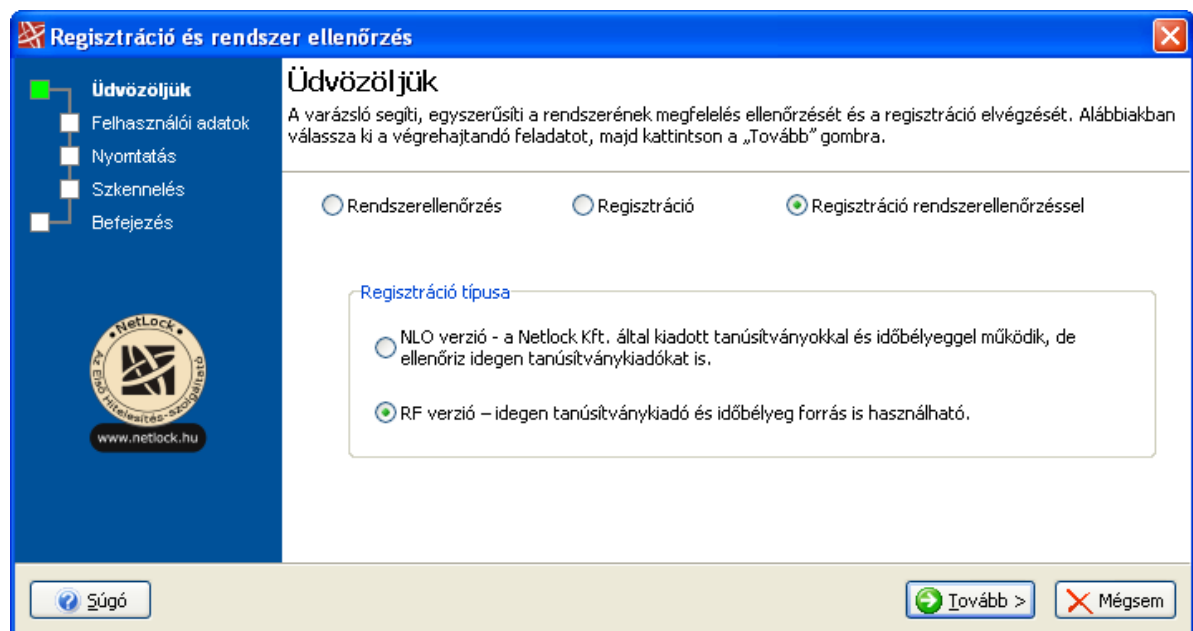 Regisztráció és rendszer ellenőrzés
Üdvözöljük
Felhasználói adatok
Nyomtatás
Szkennelés
Befejezés
NetLock
Az Első Hitelesítés-szolgáltató
www.netlock.hu
Üdvözöljük
A varázsló segíti, egyszerűsíti a rendszerének megfelelés ellenőrzését és a regisztráció elvégzését. Alábbiakban
válassza ki a végrehajtandó feladatot, majd kattintson a „Tovább” gombra.
Rendszerellenőrzés Regisztráció Regisztráció rendszerellenőrzéssel
Regisztráció típusa
NLO verzió - a Netlock Kft. által kiadott tanúsítványokkal és időbélyeggel működik, de
ellenőriz idegen tanúsítványkiadókat is.
RF verzió – idegen tanúsítványkiadó és időbélyeg forrás is használható.
Súgó Tovább > Mégsem